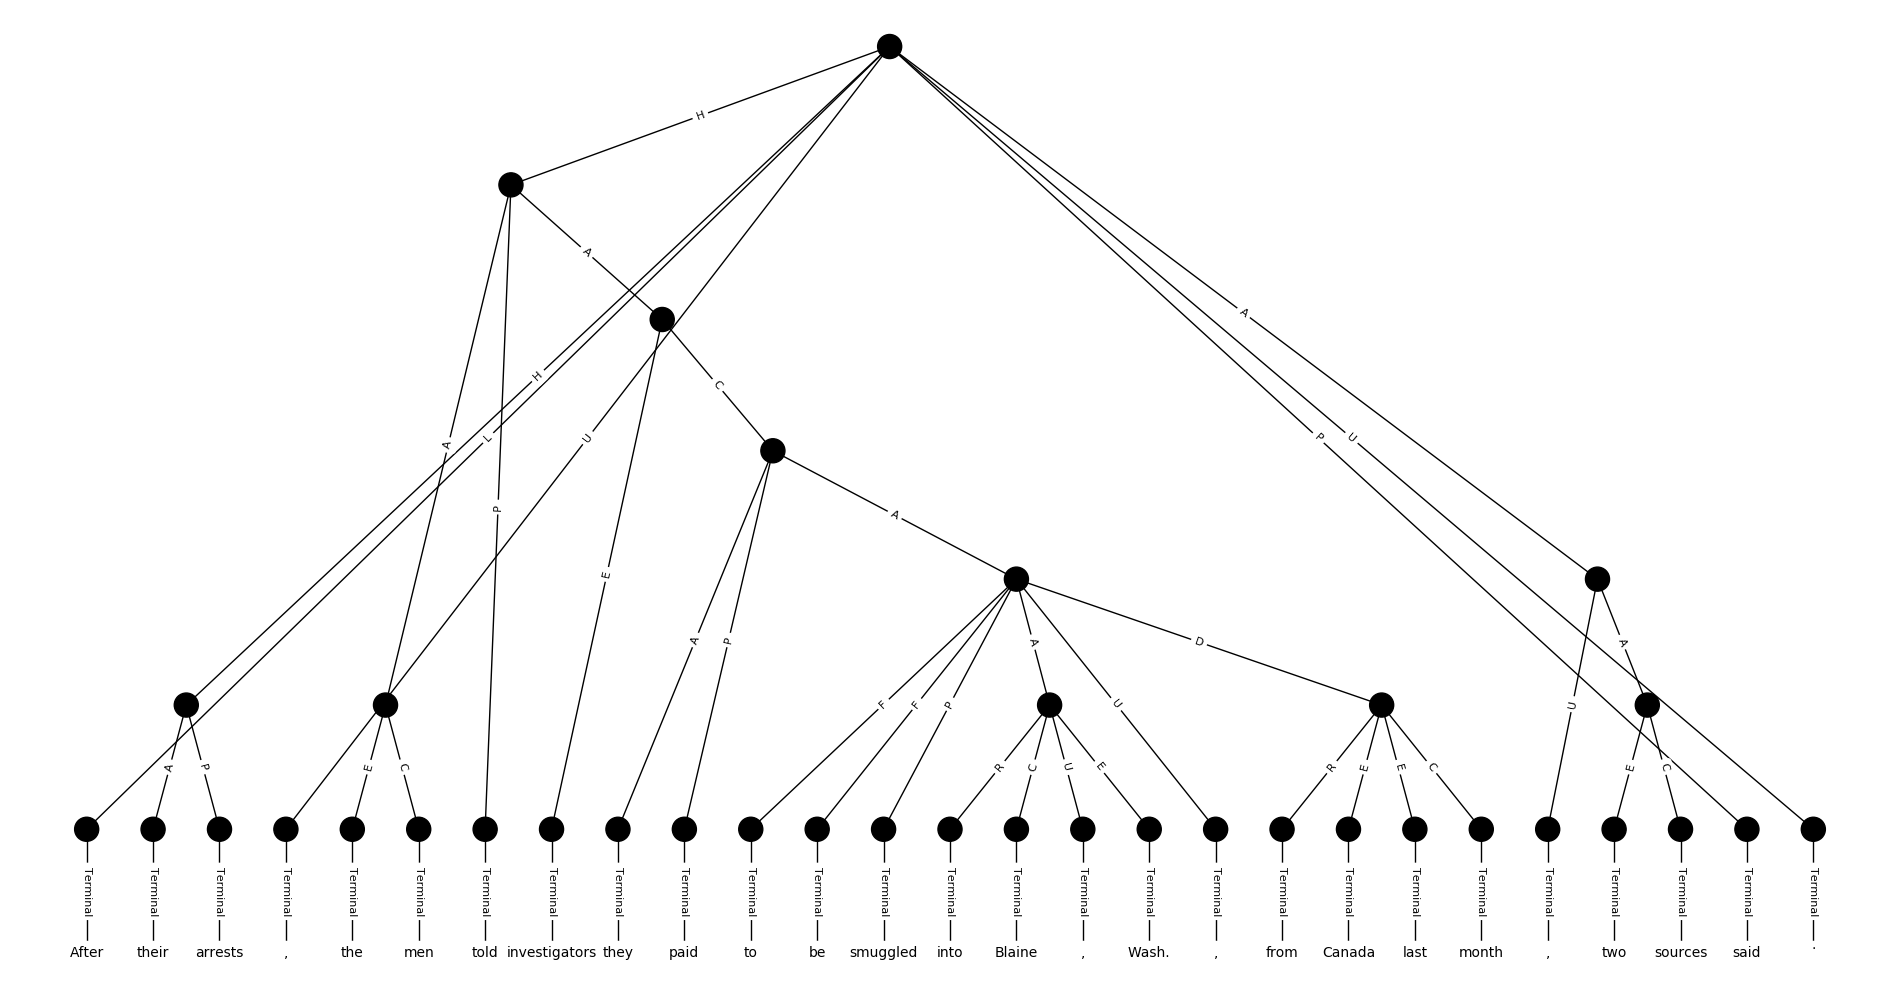 H
A
A
H
C
A
L
U
P
U
P
A
E
A
P
A
D
F
F
P
U
U
A
A
P
E
C
R
C
U
E
R
E
E
C
E
C
Terminal Terminal Terminal Terminal Terminal Terminal Terminal Terminal Terminal Terminal Terminal Terminal Terminal Terminal Terminal Terminal Terminal Terminal Terminal Terminal Terminal Terminal Terminal Terminal Terminal Terminal Terminal
After their arrests , the men told investigators they paid to be smuggled into Blaine , Wash. , from Canada last month , two sources said .